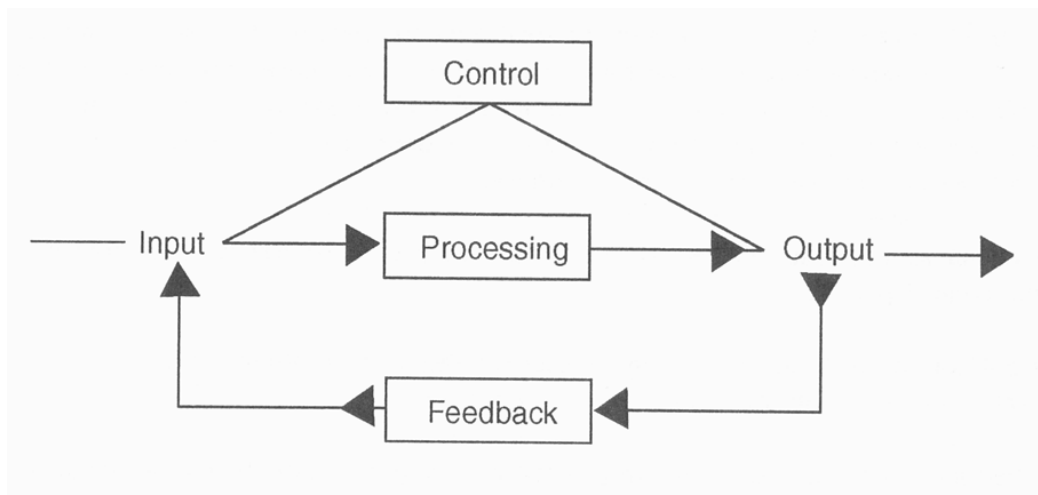 Control
Input
Processing
Output
Feedback